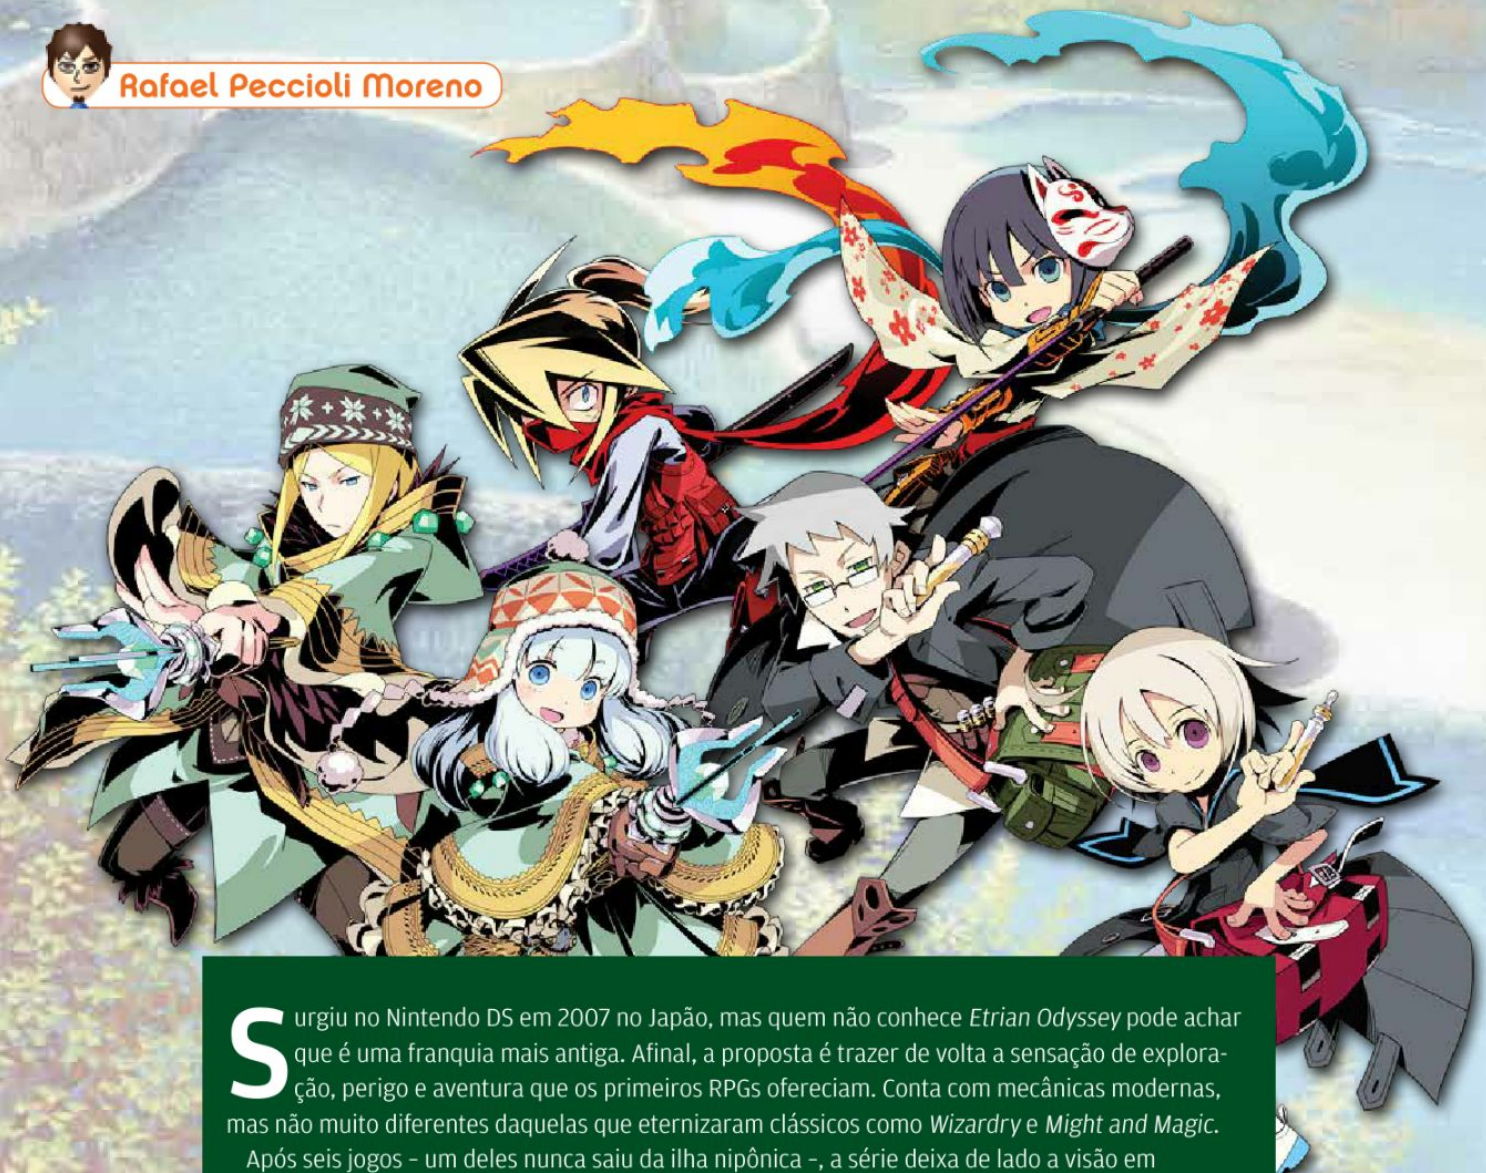 Rafael Peccioli Moreno
Surgiu no Nintendo DS em 2007 no Japão, mas quem não conhece Etrian Odyssey pode achar
que é uma franquia mais antiga. Afinal, a proposta é trazer de volta a sensação de explora-
ção, perigo e aventura que os primeiros RPGs ofereciam. Conta com mecânicas modernas,
mas não muito diferentes daquelas que eternizaram clássicos como Wizardry e Might and Magic.
Após seis jogos – um deles nunca saiu da ilha nipônica –, a série deixa de lado a visão em